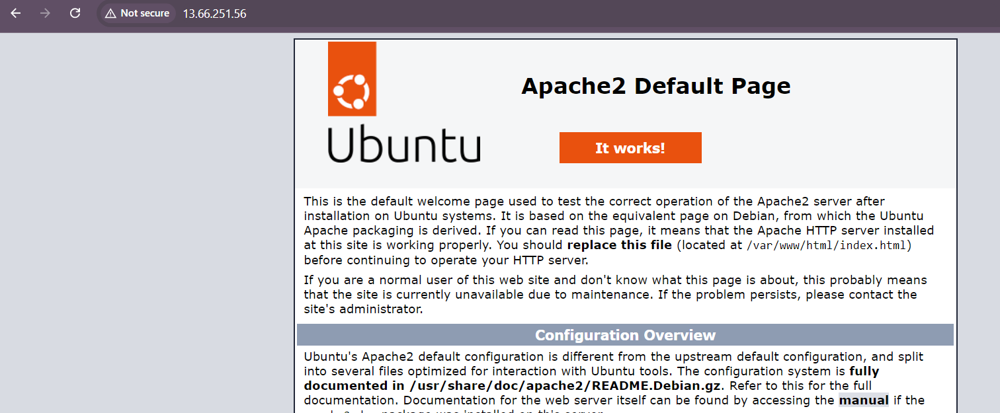 Not secure 13.66.251.56
Apache2 Default Page
Ubuntu
It works!
This is the default welcome page used to test the correct operation of the Apache2 server after
installation on Ubuntu systems. It is based on the equivalent page on Debian, from which the Ubuntu
Apache packaging is derived. If you can read this page, it means that the Apache HTTP server installed
at this site is working properly. You should replace this file (located at /var/www/html/index.html)
before continuing to operate your HTTP server.
If you are a normal user of this web site and don't know what this page is about, this probably means
that the site is currently unavailable due to maintenance. If the problem persists, please contact the
site's administrator.
Configuration Overview
Ubuntu's Apache2 default configuration is different from the upstream default configuration, and split
into several files optimized for interaction with Ubuntu tools. The configuration system is fully
documented in /usr/share/doc/apache2/README.Debian.gz. Refer to this for the full
documentation. Documentation for the web server itself can be found by accessing the manual if the